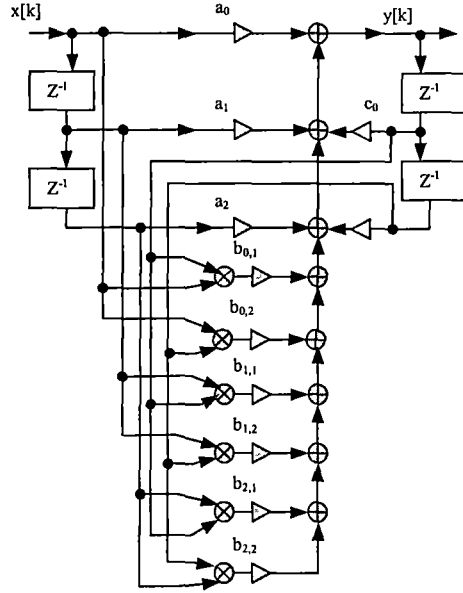 x[k] a₀ y[k]
Z⁻¹ Z⁻¹
a₁ c₀
Z⁻¹ Z⁻¹
a₂
b₀,₁
b₀,₂
b₁,₁
b₁,₂
b₂,₁
b₂,₂